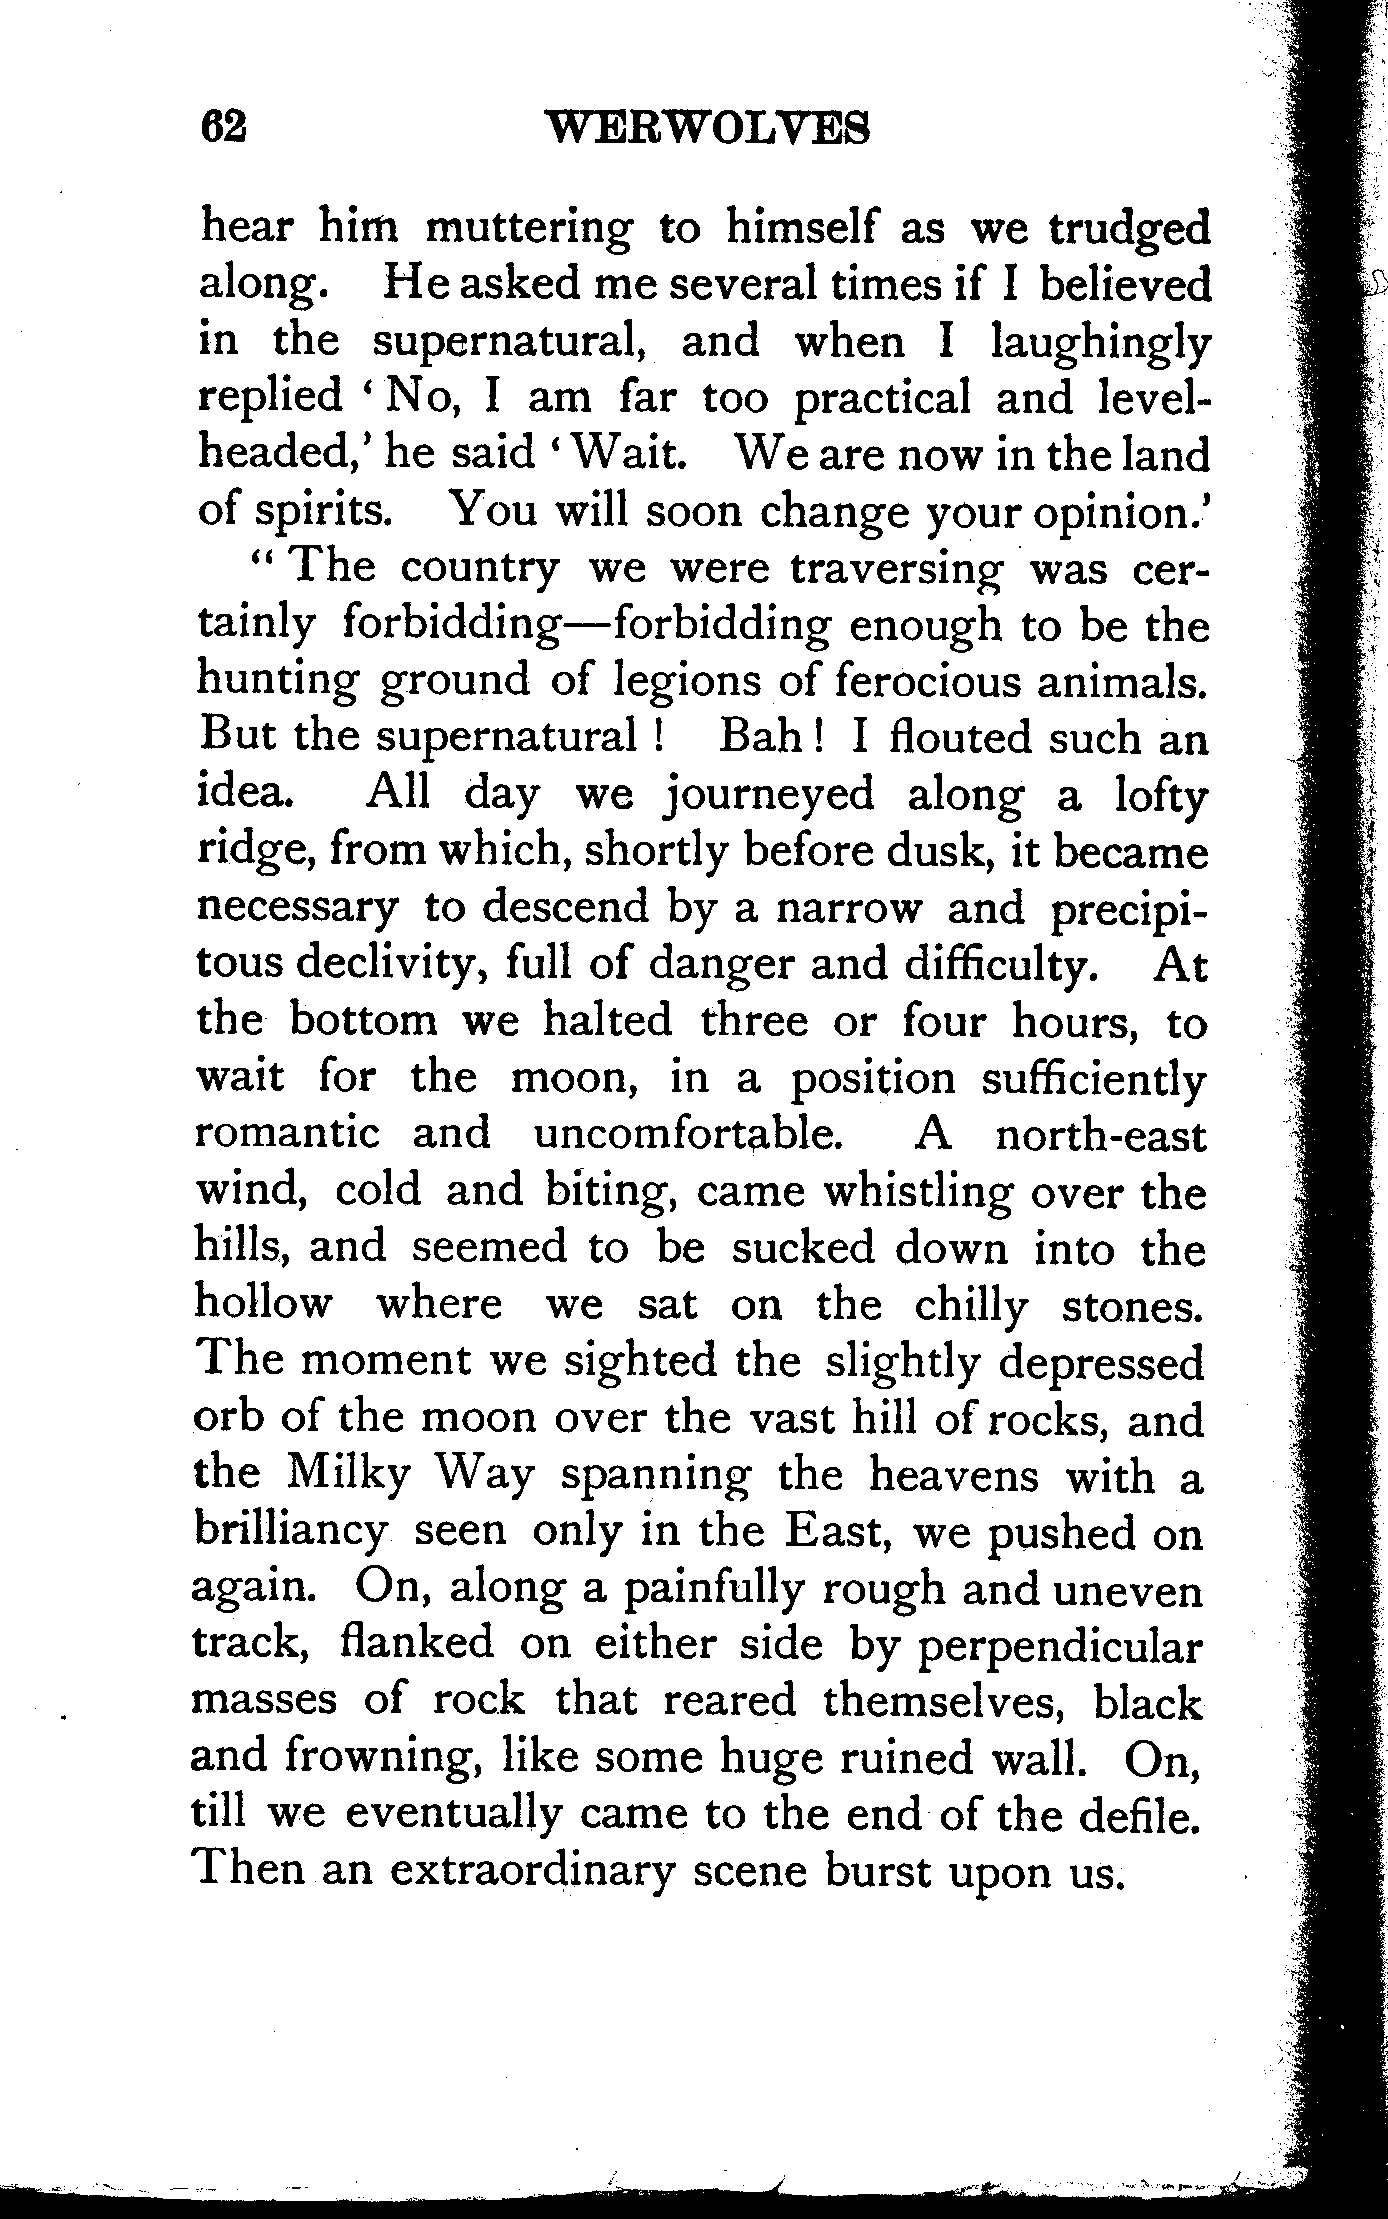 62 WERWOLVES
hear him muttering to himself as we trudged
along. He asked me several times if I believed
in the supernatural, and when I laughingly
replied ‘No, I am far too practical and level-
headed,’ he said ‘Wait. We are now in the land
of spirits. You will soon change your opinion.’
“The country we were traversing was cer-
tainly forbidding—forbidding enough to be the
hunting ground of legions of ferocious animals.
But the supernatural! Bah! I flouted such an
idea. All day we journeyed along a lofty
ridge, from which, shortly before dusk, it became
necessary to descend by a narrow and precipi-
tous declivity, full of danger and difficulty. At
the bottom we halted three or four hours, to
wait for the moon, in a position sufficiently
romantic and uncomfortable. A north-east
wind, cold and biting, came whistling over the
hills, and seemed to be sucked down into the
hollow where we sat on the chilly stones.
The moment we sighted the slightly depressed
orb of the moon over the vast hill of rocks, and
the Milky Way spanning the heavens with a
brilliancy seen only in the East, we pushed on
again. On, along a painfully rough and uneven
track, flanked on either side by perpendicular
masses of rock that reared themselves, black
and frowning, like some huge ruined wall. On,
till we eventually came to the end of the defile.
Then an extraordinary scene burst upon us.